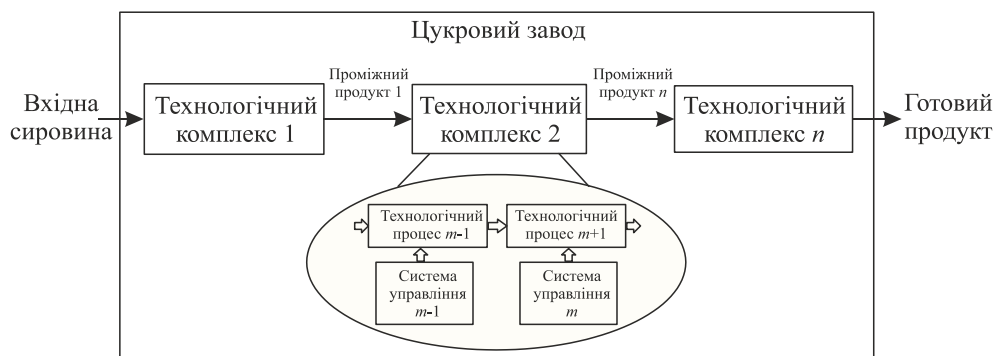 Цукровий завод
Вхідна
сировина
Технологічний
комплекс 1
Проміжний
продукт 1
Технологічний
комплекс 2
Проміжний
продукт n
Технологічний
комплекс n
Готовий
продукт
Технологічний
процес m-1
Технологічний
процес m+1
Система
управління
m-1
Система
управління
m